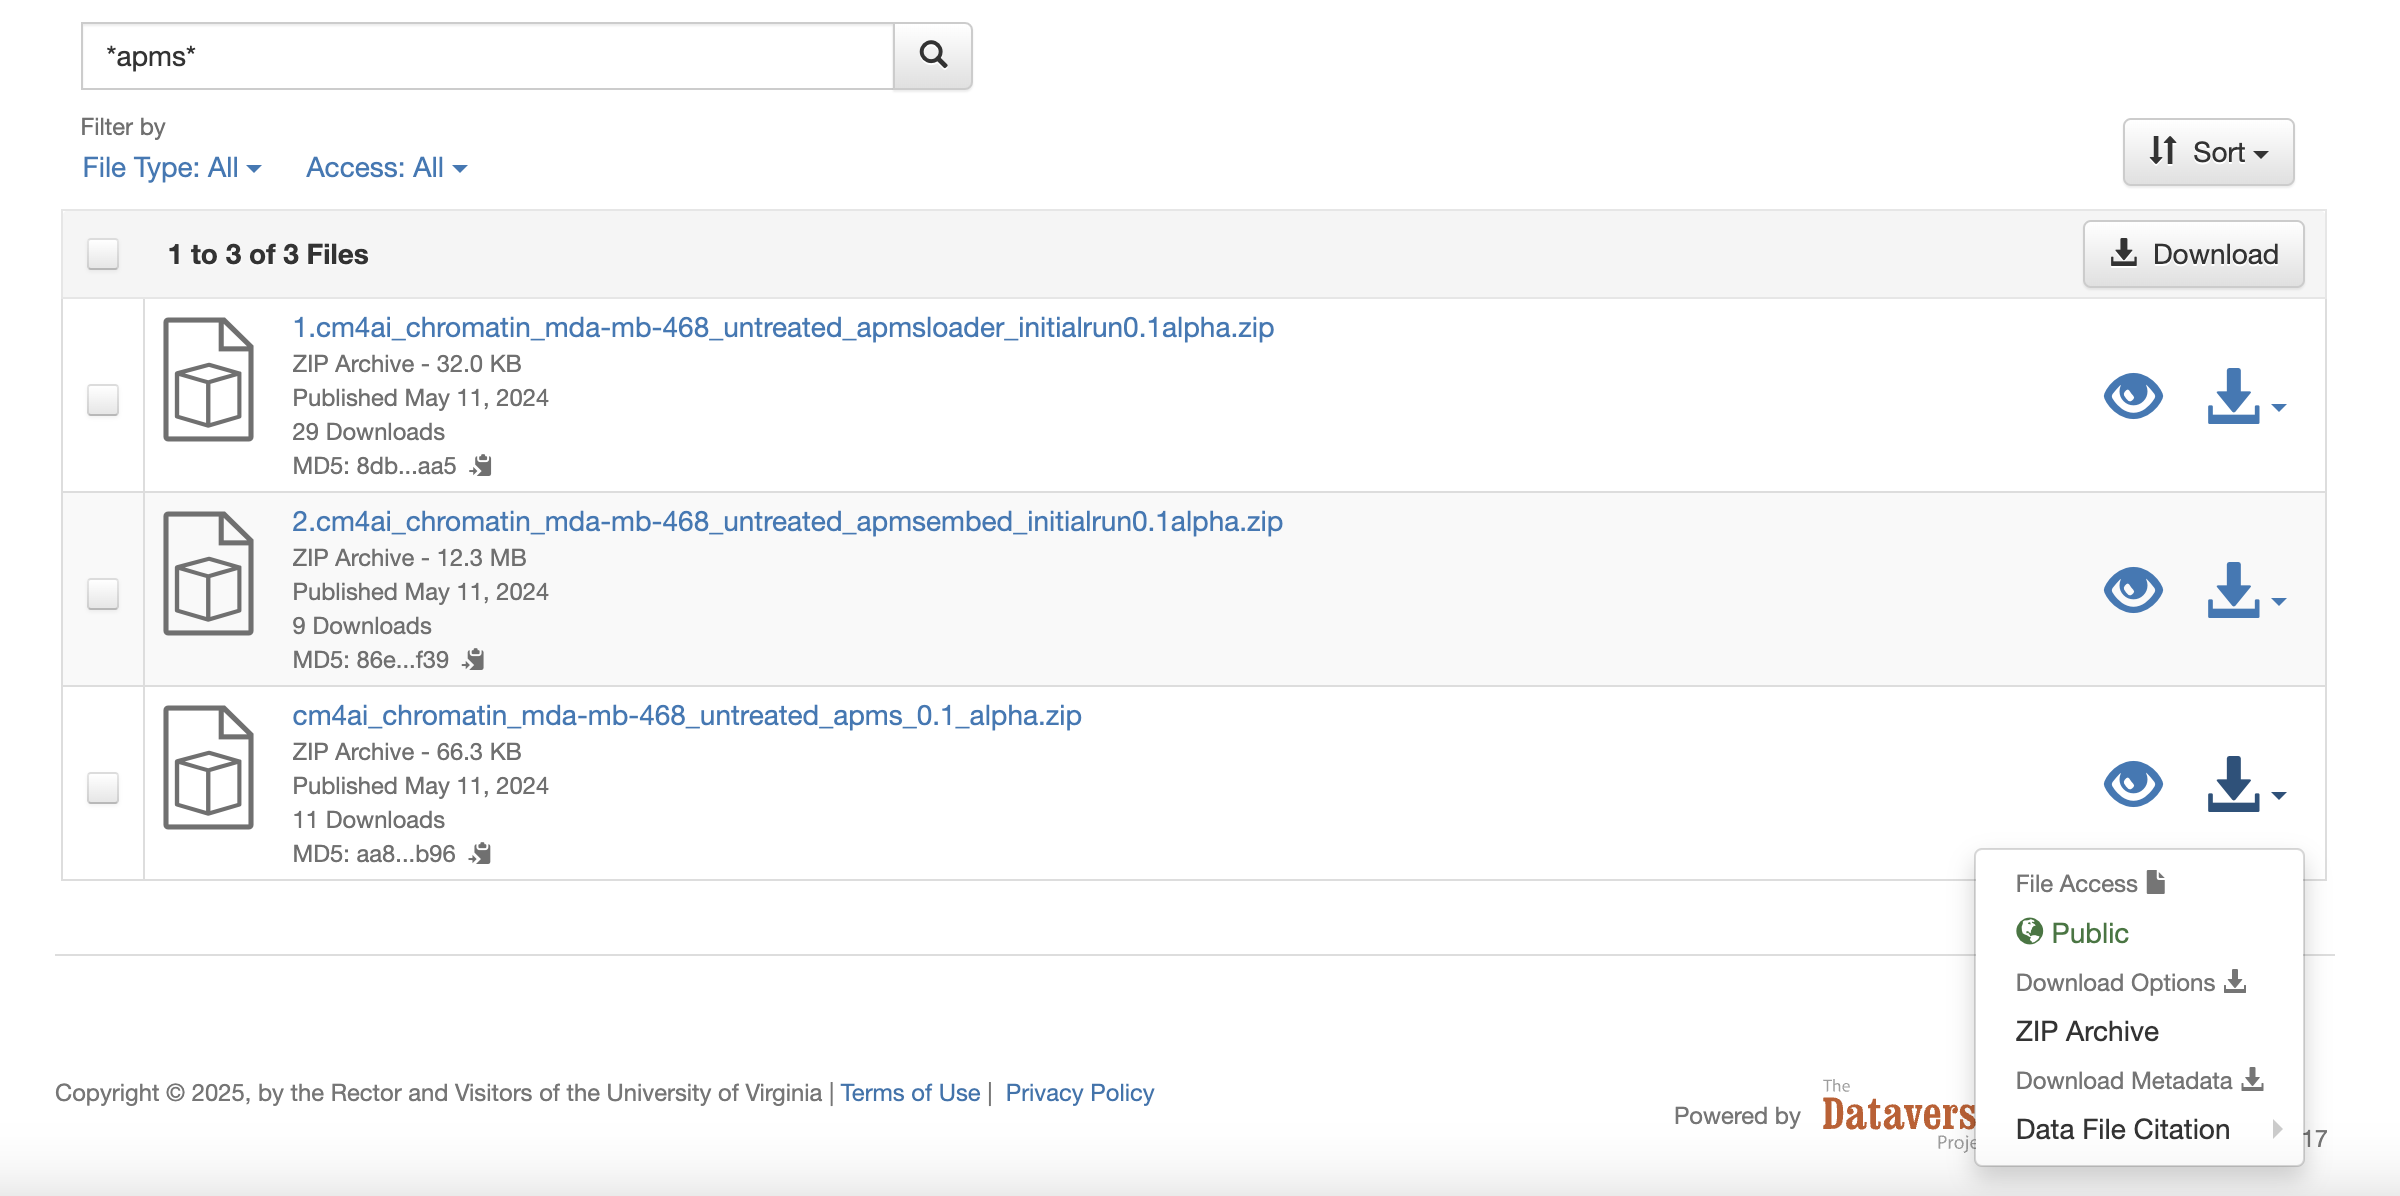 *apms*
Filter by
File Type: All
Access: All
Sort
1 to 3 of 3 Files
Download
1.cm4ai_chromatin_mda-mb-468_untreated_apmsloader_initialrun0.1alpha.zip
ZIP Archive - 32.0 KB
Published May 11, 2024
29 Downloads
MD5: 8db...aa5
2.cm4ai_chromatin_mda-mb-468_untreated_apmsembed_initialrun0.1alpha.zip
ZIP Archive - 12.3 MB
Published May 11, 2024
9 Downloads
MD5: 86e...f39
cm4ai_chromatin_mda-mb-468_untreated_apms_0.1_alpha.zip
ZIP Archive - 66.3 KB
Published May 11, 2024
11 Downloads
MD5: aa8...b96
File Access
Public
Download Options
ZIP Archive
Download Metadata
Data File Citation
Copyright © 2025, by the Rector and Visitors of the University of Virginia | Terms of Use | Privacy Policy
Powered by
The
Datavers
Proje
17